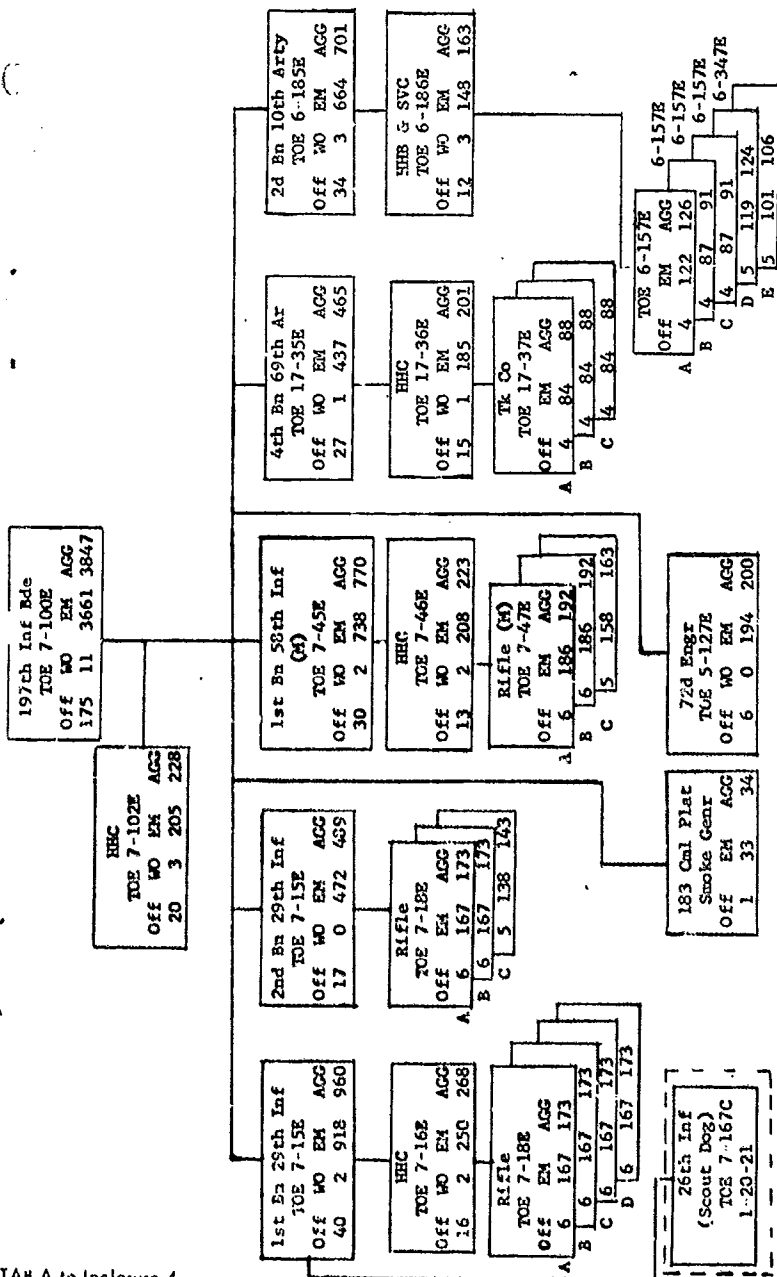 197th Inf Bde
TOE 7-100E
Off WO EM AGG
175 11 3661 3847
HHC
TOE 7-102E
Off WO EM AGG
20 3 205 228
1st Bn 29th Inf
TOE 7-15E
Off WO EM AGG
40 2 918 960
HHC
TOE 7-16E
Off WO EM AGG
16 2 250 268
Rifle
TOE 7-18E
Off EM AGG
A 6 167 173
B 6 167 173
C 6 167 173
D 6 167 173
26th Inf
(Scout Dog)
TOE 7-167C
1-20-21
2nd Bn 29th Inf
TOE 7-15E
Off WO EM AGG
17 0 472 489
Rifle
TOE 7-18E
Off EM AGG
A 6 167 173
B 6 167 173
C 5 138 143
183 Cml Plat
Smoke Genr
Off EM AGG
1 33 34
1st Bn 58th Inf
(M)
TOE 7-45E
Off WO EM AGG
30 2 738 770
HHC
TOE 7-46E
Off WO EM AGG
13 2 208 223
Rifle (M)
TOE 7-47E
Off EM AGG
A 6 186 192
B 6 186 192
C 5 158 163
72d Engr
TOE 5-127E
Off WO EM AGG
6 0 194 200
4th Bn 69th Ar
TOE 17-35E
Off WO EM AGG
27 1 437 465
HHC
TOE 17-36E
Off WO EM AGG
15 1 185 201
Tk Co
TOE 17-37E
Off EM AGG
A 4 84 88
B 4 84 88
C 4 84 88
2d Bn 10th Arty
TOE 6-185E
Off WO EM AGG
34 3 664 701
HHB & SVC
TOE 6-186E
Off WO EM AGG
12 3 148 163
TOE 6-157E
Off EM AGG
A 4 122 126
B 4 87 91 6-157E
C 4 87 91 6-157E
D 5 119 124 6-157E
E 5 101 106 6-347E
TAB A to Inclosure 4